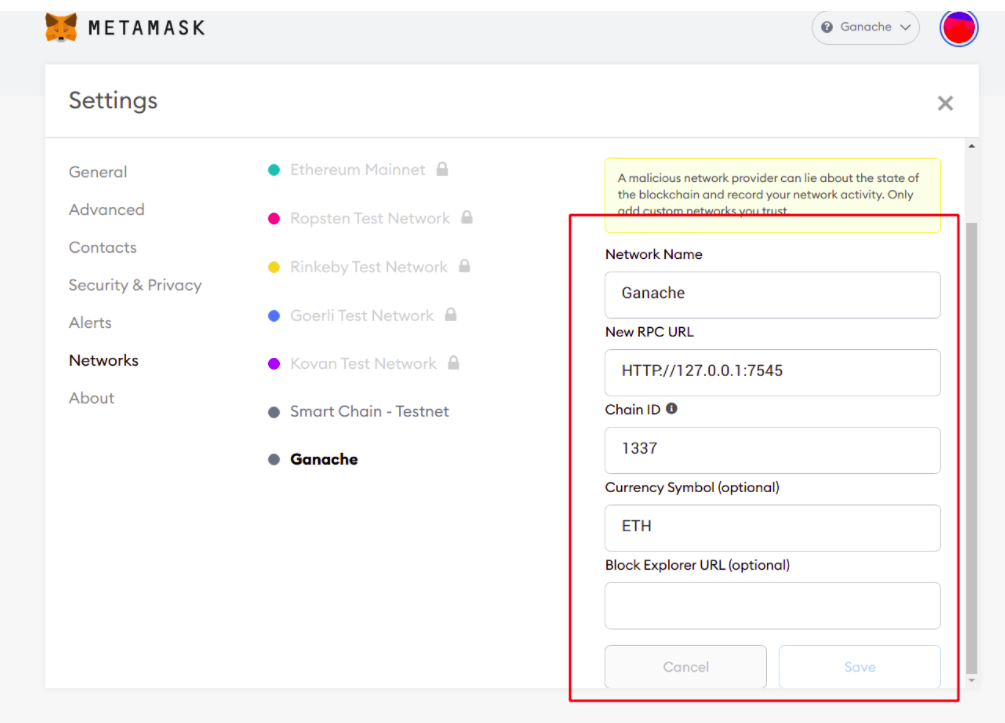 METAMASK
Ganache
Settings
General
Advanced
Contacts
Security & Privacy
Alerts
Networks
About
Ethereum Mainnet
Ropsten Test Network
Rinkeby Test Network
Goerli Test Network
Kovan Test Network
Smart Chain - Testnet
Ganache
A malicious network provider can lie about the state of
the blockchain and record your network activity. Only
add custom networks you trust.
Network Name
Ganache
New RPC URL
HTTP://127.0.0.1:7545
Chain ID
1337
Currency Symbol (optional)
ETH
Block Explorer URL (optional)
Cancel
Save